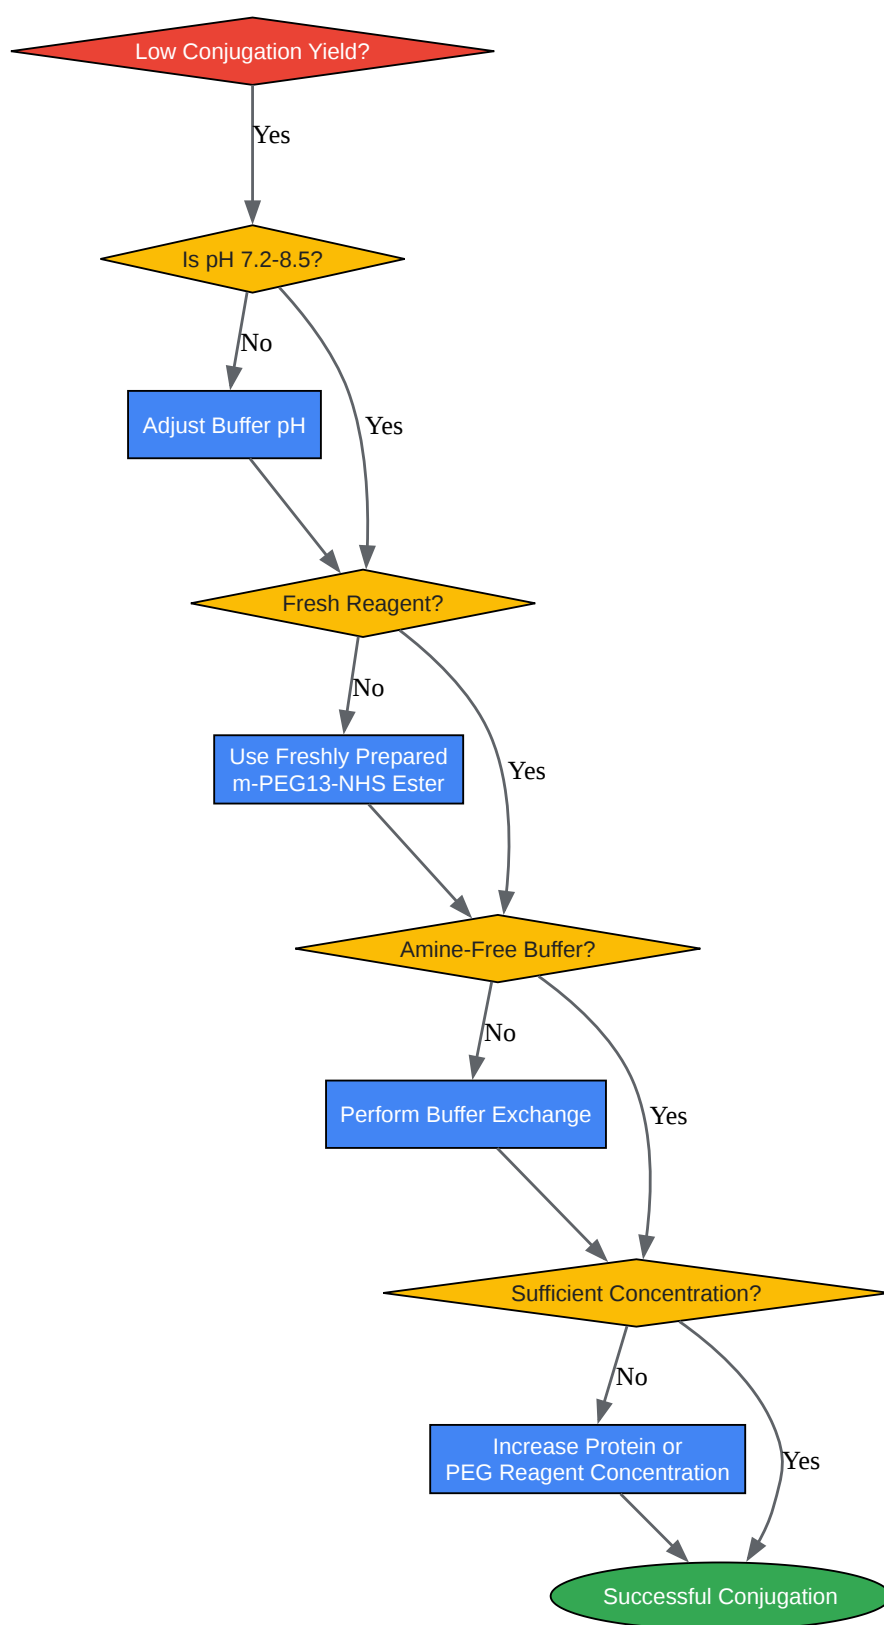 Low Conjugation Yield?
Yes
Is pH 7.2-8.5?
No
Adjust Buffer pH
Yes
Fresh Reagent?
No
Use Freshly Prepared
m-PEG13-NHS Ester
Yes
Amine-Free Buffer?
No
Perform Buffer Exchange
Yes
Sufficient Concentration?
No
Increase Protein or
PEG Reagent Concentration
Yes
Successful Conjugation